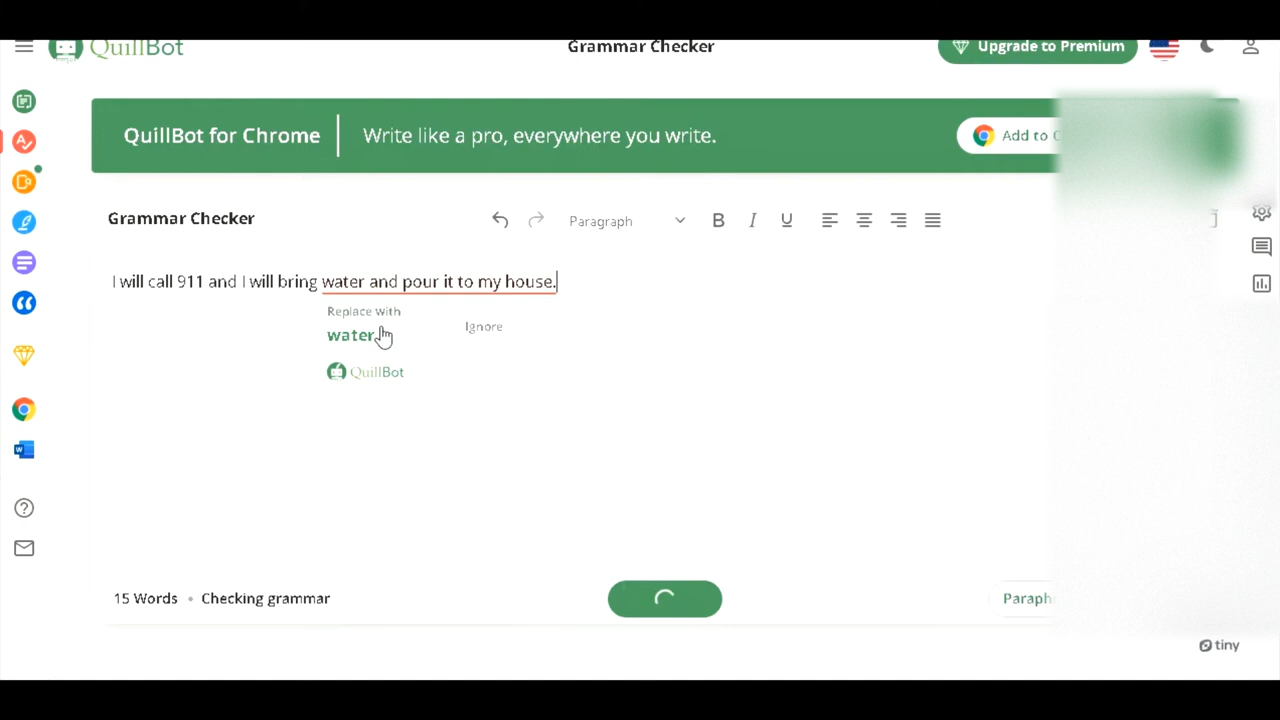 QuillBot
Grammar Checker
Upgrade to Premium
QuillBot for Chrome
Write like a pro, everywhere you write.
Add to
Grammar Checker
Paragraph
B I U
I will call 911 and I will bring water and pour it to my house.
Replace with
water
Ignore
QuillBot
15 Words • Checking grammar
Paraph
tiny